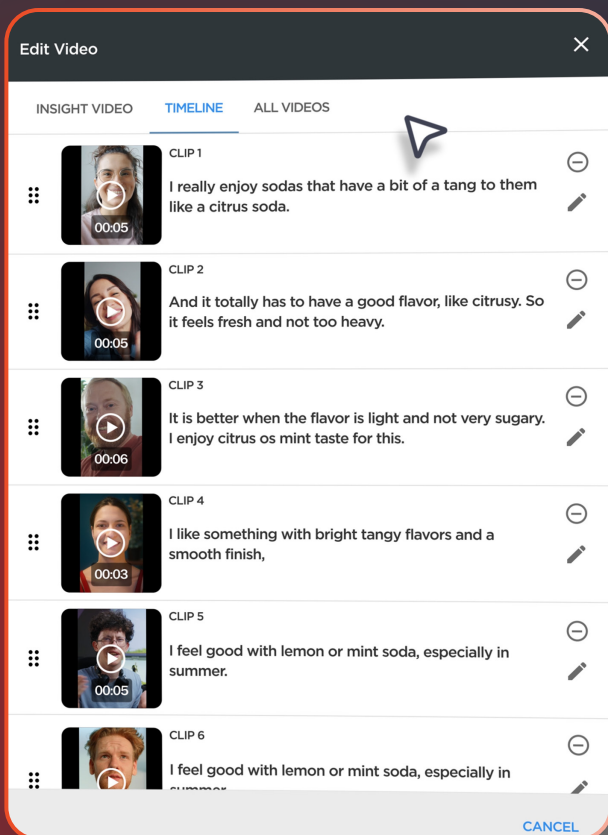 Edit Video
INSIGHT VIDEO
TIMELINE
ALL VIDEOS
CLIP 1
I really enjoy sodas that have a bit of a tang to them
like a citrus soda.
00:05
CLIP 2
And it totally has to have a good flavor, like citrusy. So
it feels fresh and not too heavy.
00:05
CLIP 3
It is better when the flavor is light and not very sugary.
I enjoy citrus os mint taste for this.
00:06
CLIP 4
I like something with bright tangy flavors and a
smooth finish,
00:03
CLIP 5
I feel good with lemon or mint soda, especially in
summer.
00:05
CLIP 6
I feel good with lemon or mint soda, especially in
summer
CANCEL